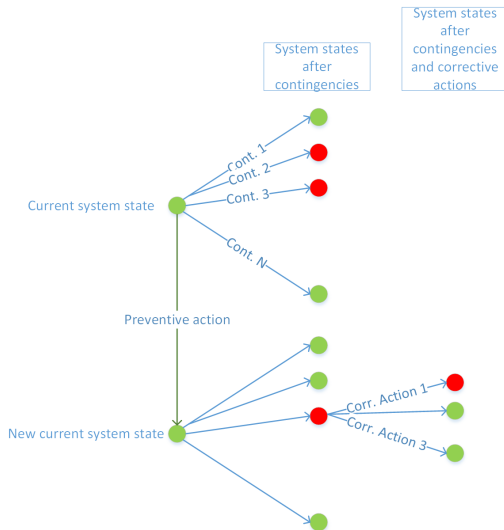 System states
after
contingencies
System states
after
contingencies
and corrective
actions
Cont. 1
Cont. 2
Cont. 3
Current system state
Cont. N
Preventive action
Corr. Action 1
New current system state
Corr. Action 3